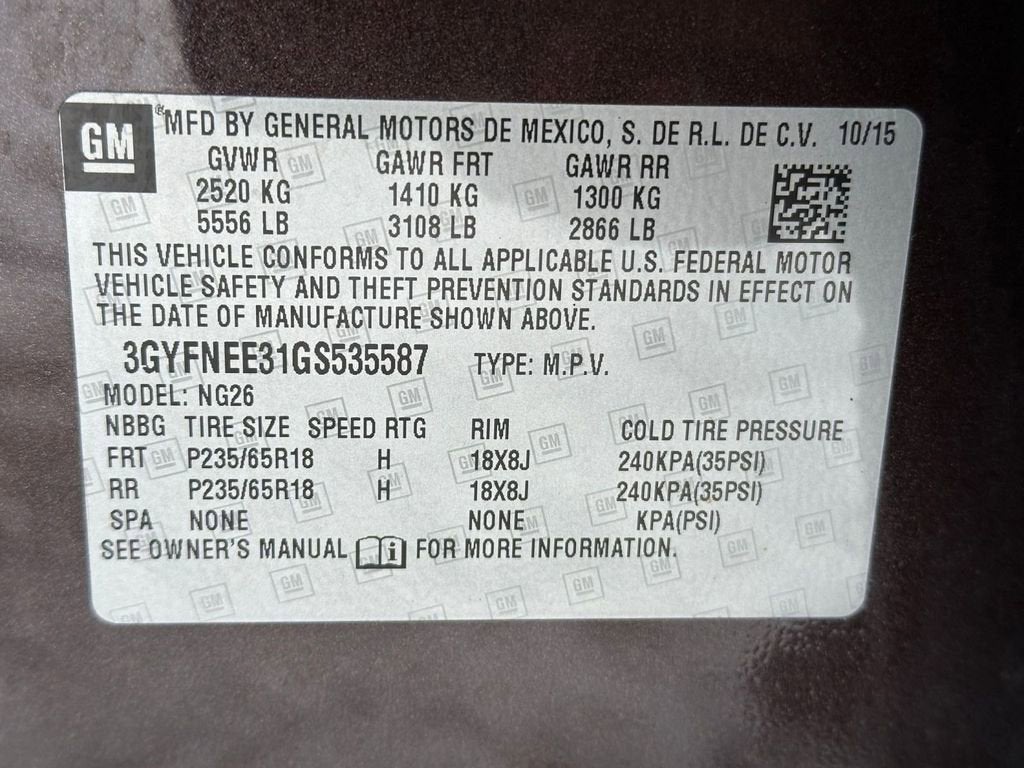 GM ® MFD BY GENERAL MOTORS DE MEXICO, S. DE R.L. DE C.V. 10/15
GVWR GAWR FRT GAWR RR
2520 KG 1410 KG 1300 KG
5556 LB 3108 LB 2866 LB
THIS VEHICLE CONFORMS TO ALL APPLICABLE U.S. FEDERAL MOTOR
VEHICLE SAFETY AND THEFT PREVENTION STANDARDS IN EFFECT ON
THE DATE OF MANUFACTURE SHOWN ABOVE.
3GYFNEE31GS535587 TYPE: M.P.V.
MODEL: NG26
NBBG TIRE SIZE SPEED RTG RIM COLD TIRE PRESSURE
FRT P235/65R18 H 18X8J 240KPA(35PSI)
RR P235/65R18 H 18X8J 240KPA(35PSI)
SPA NONE NONE KPA(PSI)
SEE OWNER'S MANUAL i FOR MORE INFORMATION.